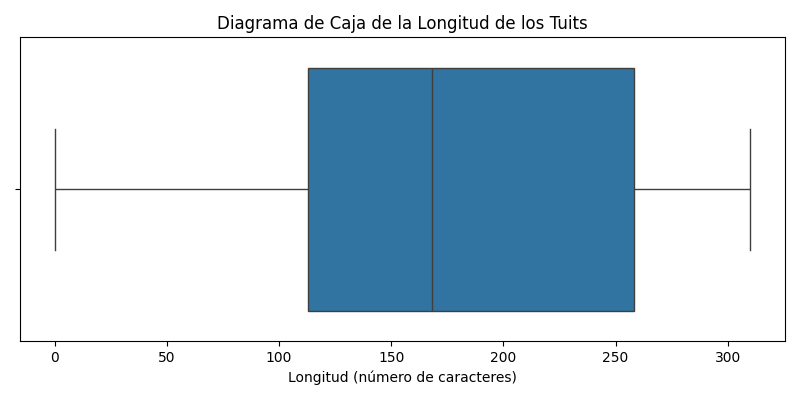 Diagrama de Caja de la Longitud de los Tuits
0 50 100 150 200 250 300
Longitud (número de caracteres)